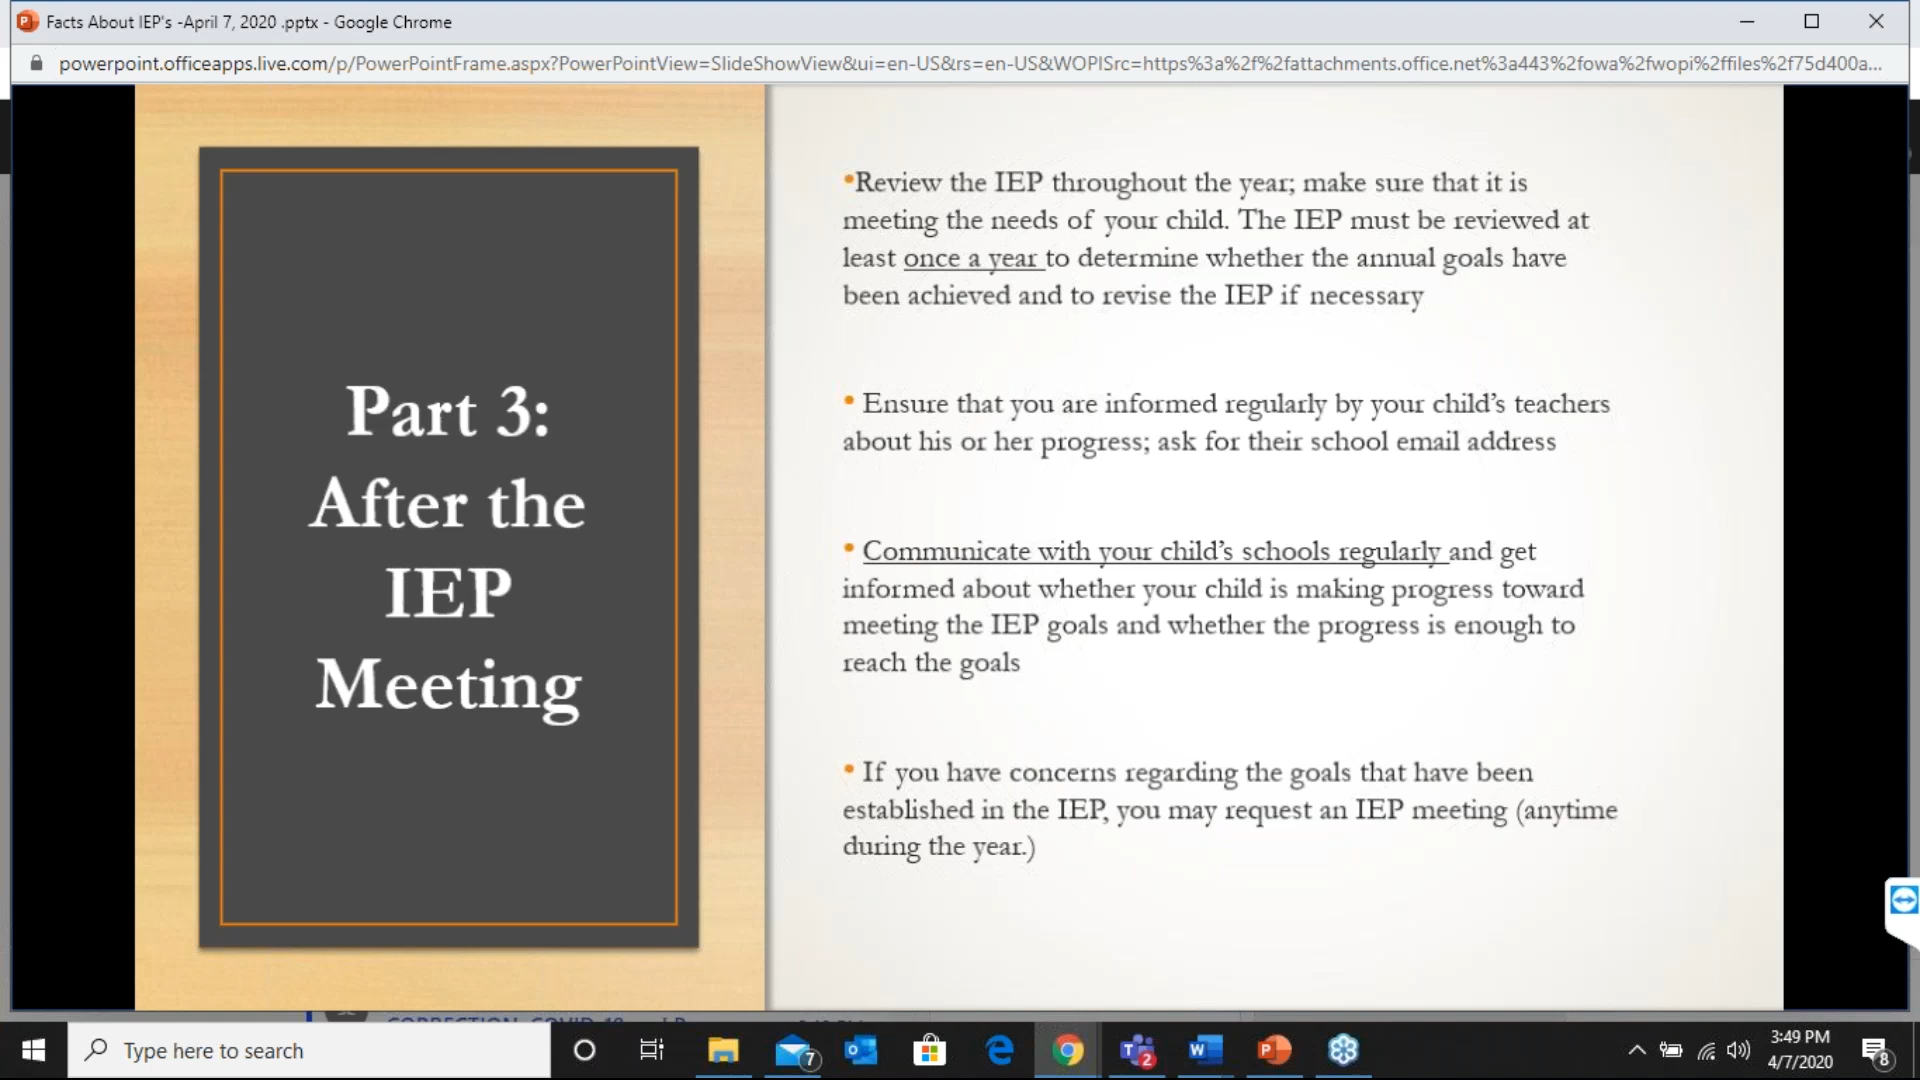 Facts About IEP's -April 7, 2020 .pptx - Google Chrome
powerpoint.officeapps.live.com/p/PowerPointFrame.aspx?PowerPointView=SlideShowView&ui=en-US&rs=en-US&WOPISrc=https%3a%2f%2fattachments.office.net%3a443%2fowa%2fwopi%2ffiles%2f75d400a...
Part 3:
After the
IEP
Meeting
•Review the IEP throughout the year; make sure that it is
meeting the needs of your child. The IEP must be reviewed at
least once a year to determine whether the annual goals have
been achieved and to revise the IEP if necessary
• Ensure that you are informed regularly by your child's teachers
about his or her progress; ask for their school email address
• Communicate with your child's schools regularly and get
informed about whether your child is making progress toward
meeting the IEP goals and whether the progress is enough to
reach the goals
• If you have concerns regarding the goals that have been
established in the IEP, you may request an IEP meeting (anytime
during the year.)
Type here to search
7
2
3:49 PM
4/7/2020
8